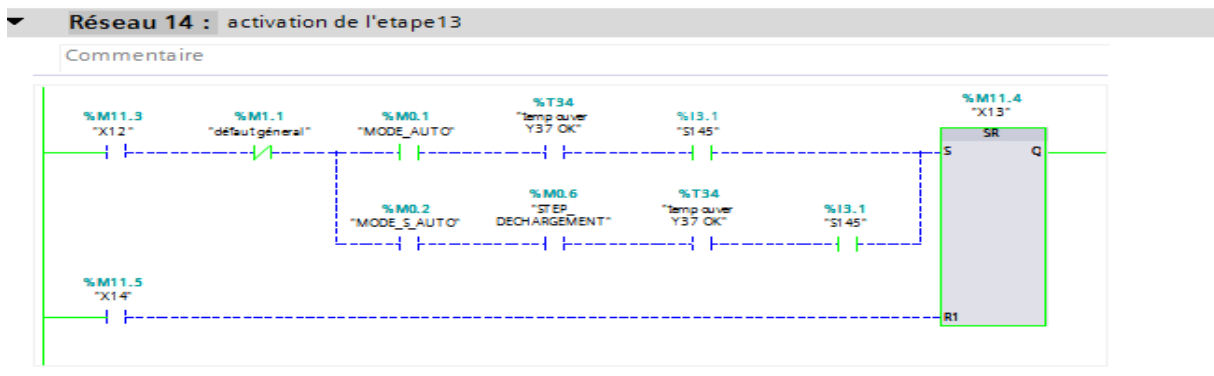 Réseau 14 : activation de l'etape13
Commentaire
%M11.3
"X12"
%M1.1
"défaut géneral"
%M0.1
"MODE_AUTO"
%T34
"Temp ouver
Y37 OK"
%I3.1
"S145"
%M11.4
"X13"
SR
S
Q
%M0.2
"MODE_S_AUTO"
%M0.6
"STEP_
DECHARGEMENT"
%T34
"Temp ouver
Y37 OK"
%I3.1
"S145"
%M11.5
"X14"
R1